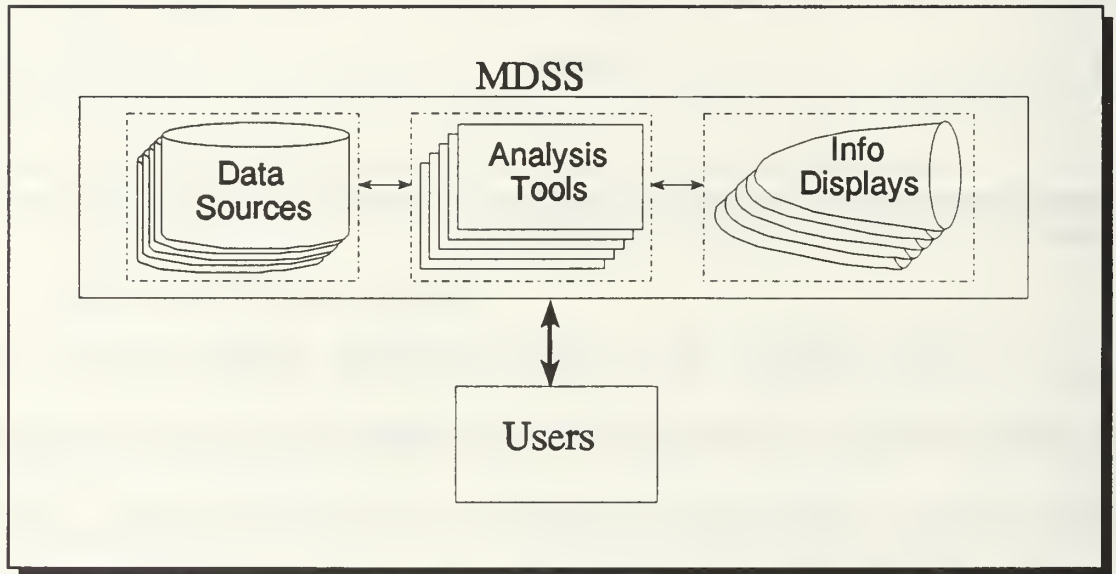 MDSS
Data
Sources
Analysis
Tools
Info
Displays
Users